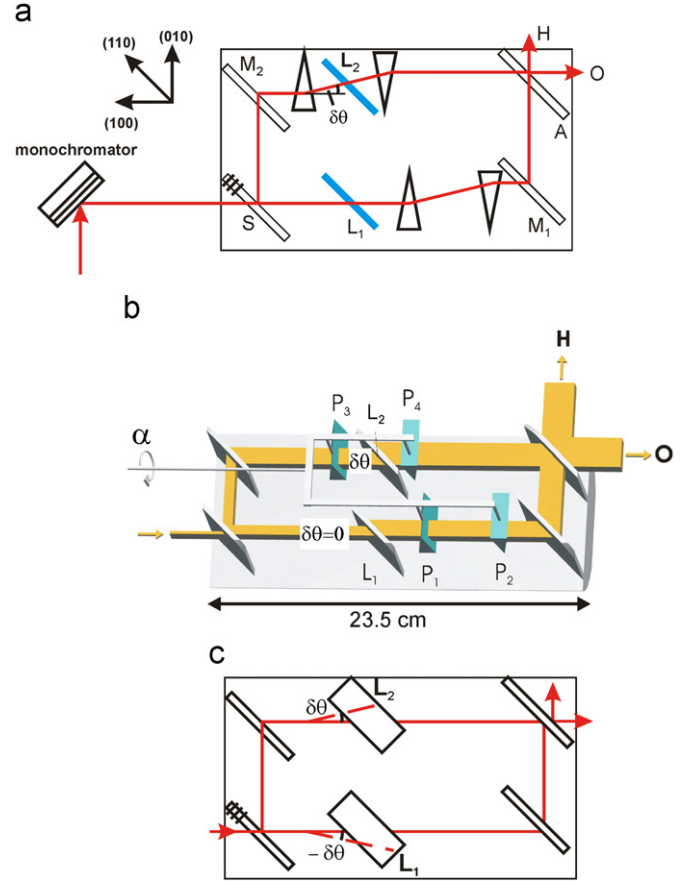 a
(110)
(010)
(100)
monochromator
M2
L2
δθ
S
L1
H
O
A
M1
b
H
P3
L2
P4
α
δθ
O
δθ=0
L1
P1
P2
23.5 cm
c
δθ
L2
− δθ
L1